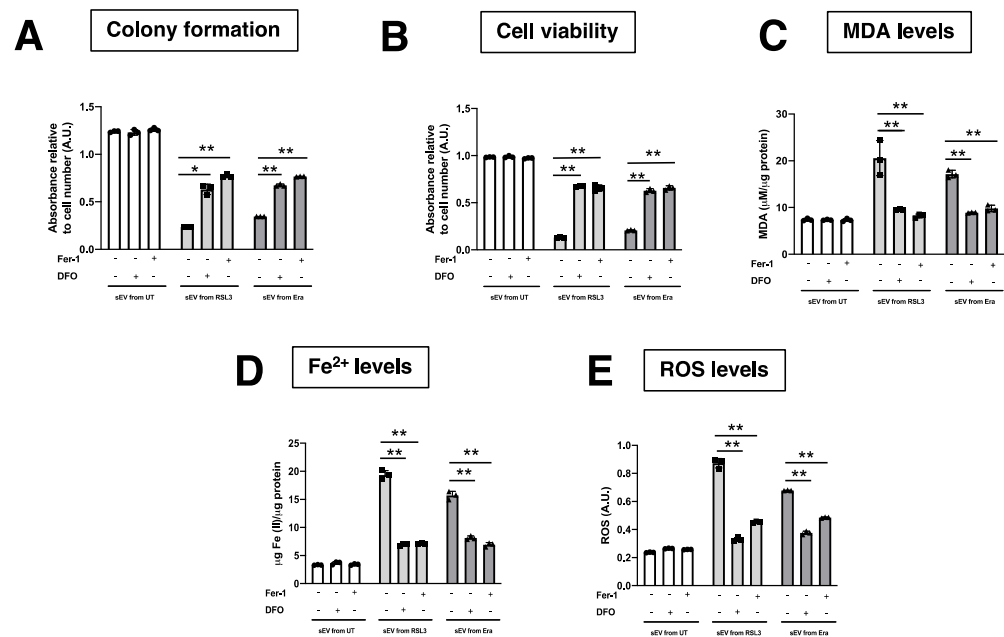 A
Colony formation
Absorbance relative
to cell number (A.U.)
1.5
1.0
0.5
0.0
*
**
**
**
Fer-1
- - + - - + - - +
DFO
- + - - + - - + -
sEV from UT
sEV from RSL3
sEV from Era
B
Cell viability
Absorbance relative
to cell number (A.U.)
1.5
1.0
0.5
0.0
**
**
**
**
Fer-1
- - + - - + - - +
DFO
- + - - + - - + -
sEV from UT
sEV from RSL3
sEV from Era
C
MDA levels
MDA (µM/µg protein)
30
20
10
0
**
**
**
**
Fer-1
- - + - - + - - +
DFO
- + - - + - - + -
sEV from UT
sEV from RSL3
sEV from Era
D
Fe²⁺ levels
µg Fe (II)/µg protein
25
20
15
10
5
0
**
**
**
**
Fer-1
- - + - - + - - +
DFO
- + - - + - - + -
sEV from UT
sEV from RSL3
sEV from Era
E
ROS levels
ROS (A.U.)
1.0
0.8
0.6
0.4
0.2
0.0
**
**
**
**
Fer-1
- - + - - + - - +
DFO
- + - - + - - + -
sEV from UT
sEV from RSL3
sEV from Era